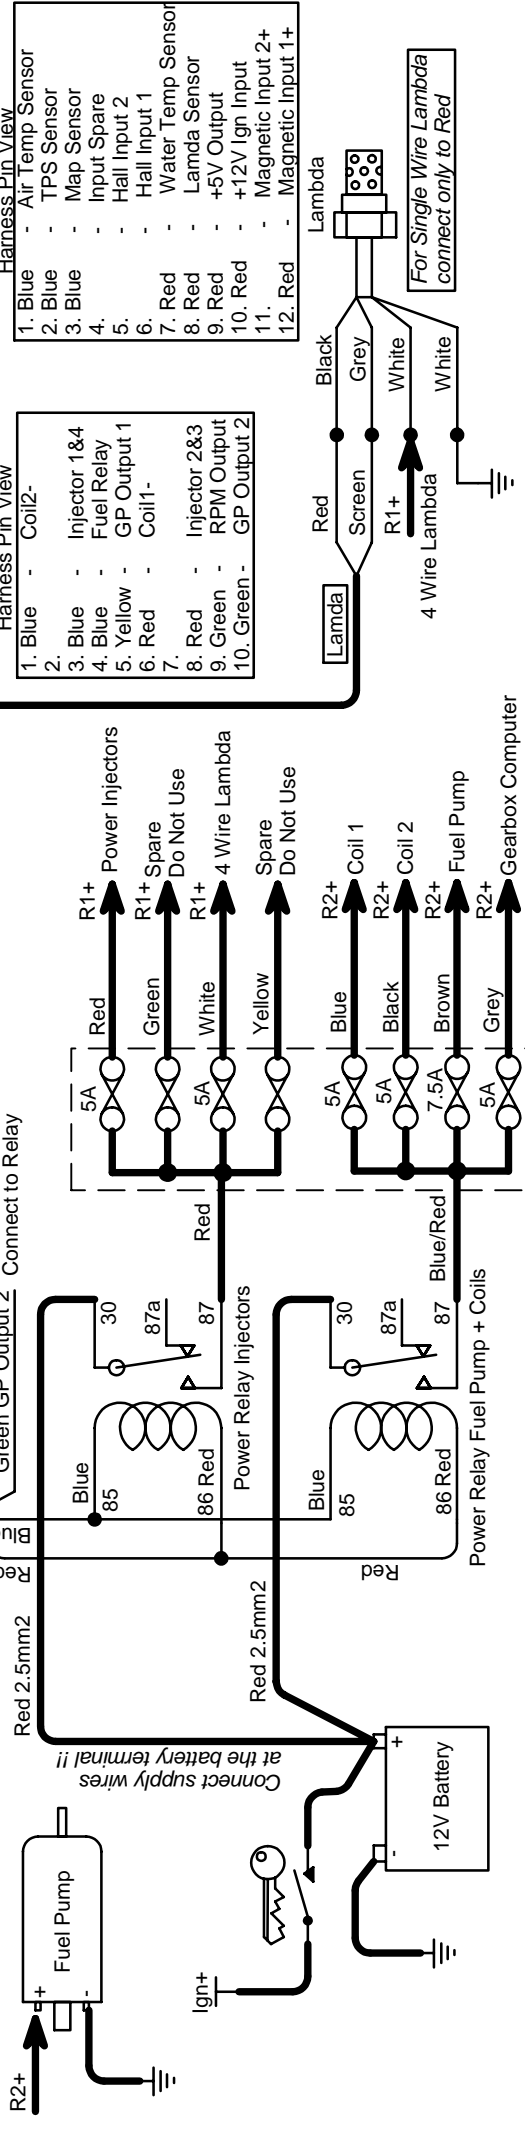 Harness Pin View
1. Blue - Air Temp Sensor
2. Blue - TPS Sensor
3. Blue - Map Sensor
4. - Input Spare
5. - Hall Input 2
6. - Hall Input 1
7. Red - Water Temp Sensor
8. Red - Lamda Sensor
9. Red - +5V Output
10. Red - +12V Ign Input
11. - Magnetic Input 2+
12. Red - Magnetic Input 1+
Harness Pin View
1. Blue - Coil2-
2.
3. Blue - Injector 1&4
4. Blue - Fuel Relay
5. Yellow - GP Output 1
6. Red - Coil1-
7.
8. Red - Injector 2&3
9. Green - RPM Output
10. Green - GP Output 2
Lambda
For Single Wire Lambda
connect only to Red
Black
Grey
White
White
Red
Screen
R1+
4 Wire Lambda
Lamda
Green GP Output 2 Connect to Relay
Red
5A
R1+
Power Injectors
Green
R1+
Spare
Do Not Use
White
5A
R1+
4 Wire Lambda
Yellow
Spare
Do Not Use
Blue
5A
R2+
Coil 1
Black
5A
R2+
Coil 2
Brown
7.5A
R2+
Fuel Pump
Grey
5A
R2+
Gearbox Computer
Red
Blue/Red
30
87a
87
Blue
85
86 Red
Power Relay Injectors
30
87a
87
Blue
85
86 Red
Power Relay Fuel Pump + Coils
Blue
Red
Red
Red 2.5mm2
Red 2.5mm2
Connect supply wires
at the battery terminal !!
+
-
12V Battery
Ign+
Fuel Pump
+
-
R2+